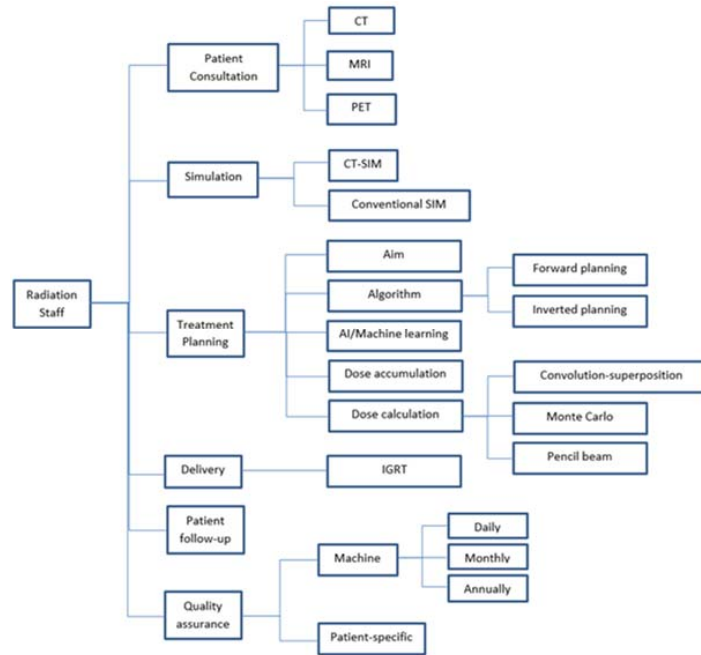 CT
Patient
Consultation
MRI
PET
CT-SIM
Simulation
Conventional SIM
Aim
Forward planning
Radiation
Staff
Algorithm
Inverted planning
Treatment
Planning
AI/Machine learning
Dose accumulation
Convolution-superposition
Dose calculation
Monte Carlo
Pencil beam
Delivery
IGRT
Patient
follow-up
Daily
Machine
Monthly
Annually
Quality
assurance
Patient-specific